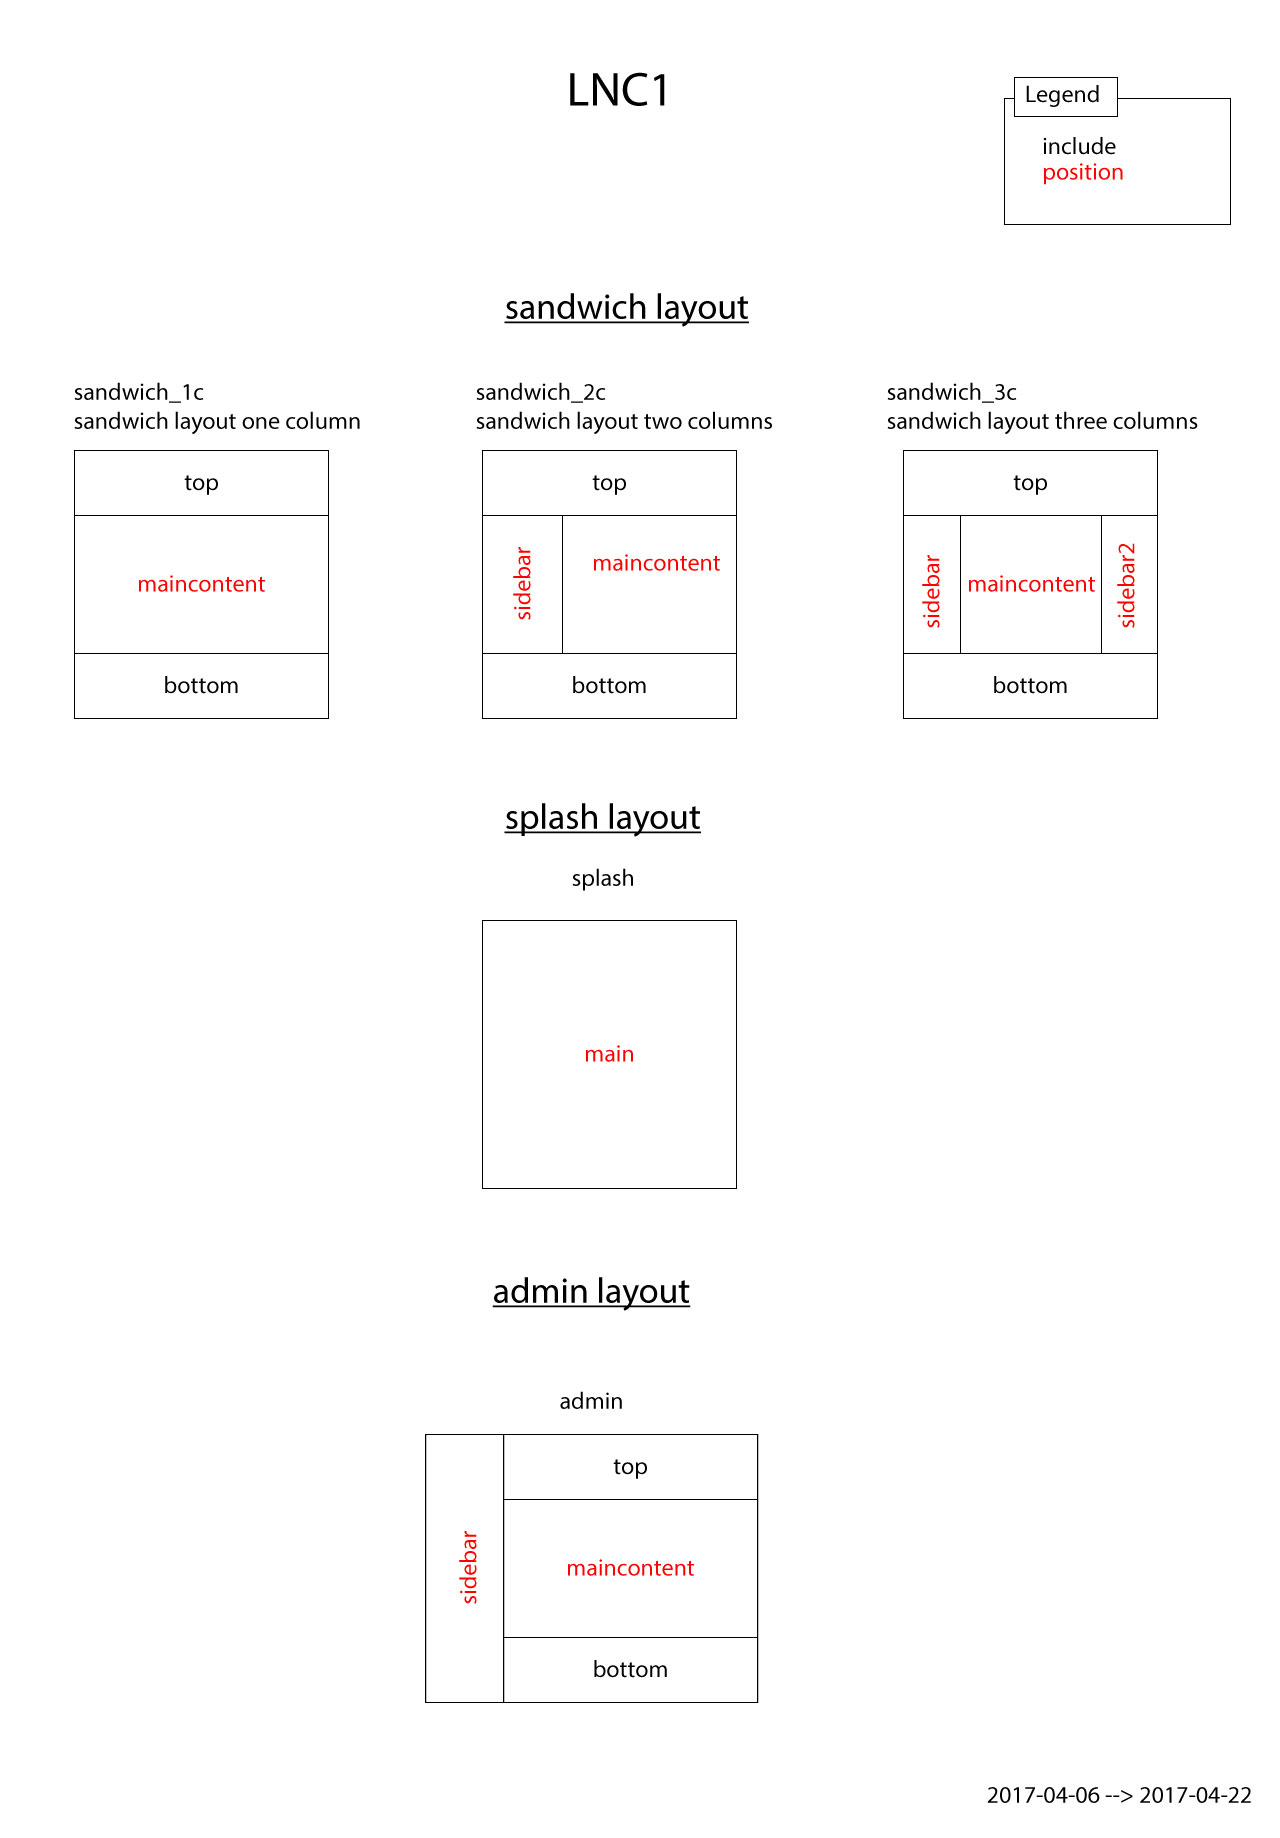 LNC1
Legend
include
position
sandwich layout
sandwich_1c
sandwich layout one column
top
maincontent
bottom
sandwich_2c
sandwich layout two columns
top
sidebar
maincontent
bottom
sandwich_3c
sandwich layout three columns
top
sidebar
maincontent
sidebar2
bottom
splash layout
splash
main
admin layout
admin
sidebar
top
maincontent
bottom
2017-04-06 --> 2017-04-22